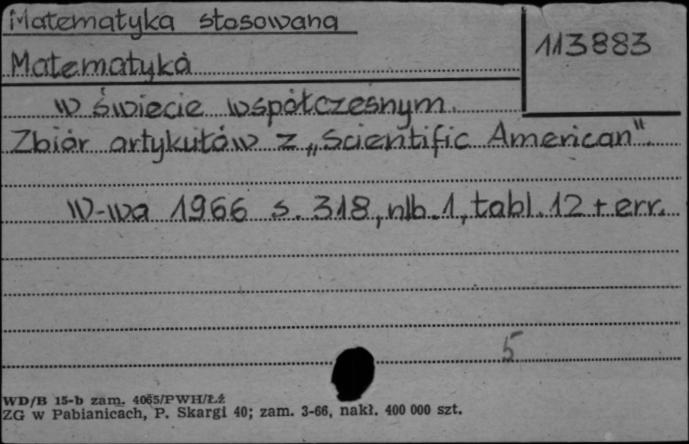 Matematyka stosowana
113883
Matematyka
w świecie współczesnym.
Zbiór artykułów z „Scientific American".
W-wa 1966 s. 318, nlb. 1, tabl. 12 + err.
5
WD/B 15-b zam. 4065/PWH/Łź
ZG w Pabianicach, P. Skargi 40; zam. 3-66, nakł. 400 000 szt.